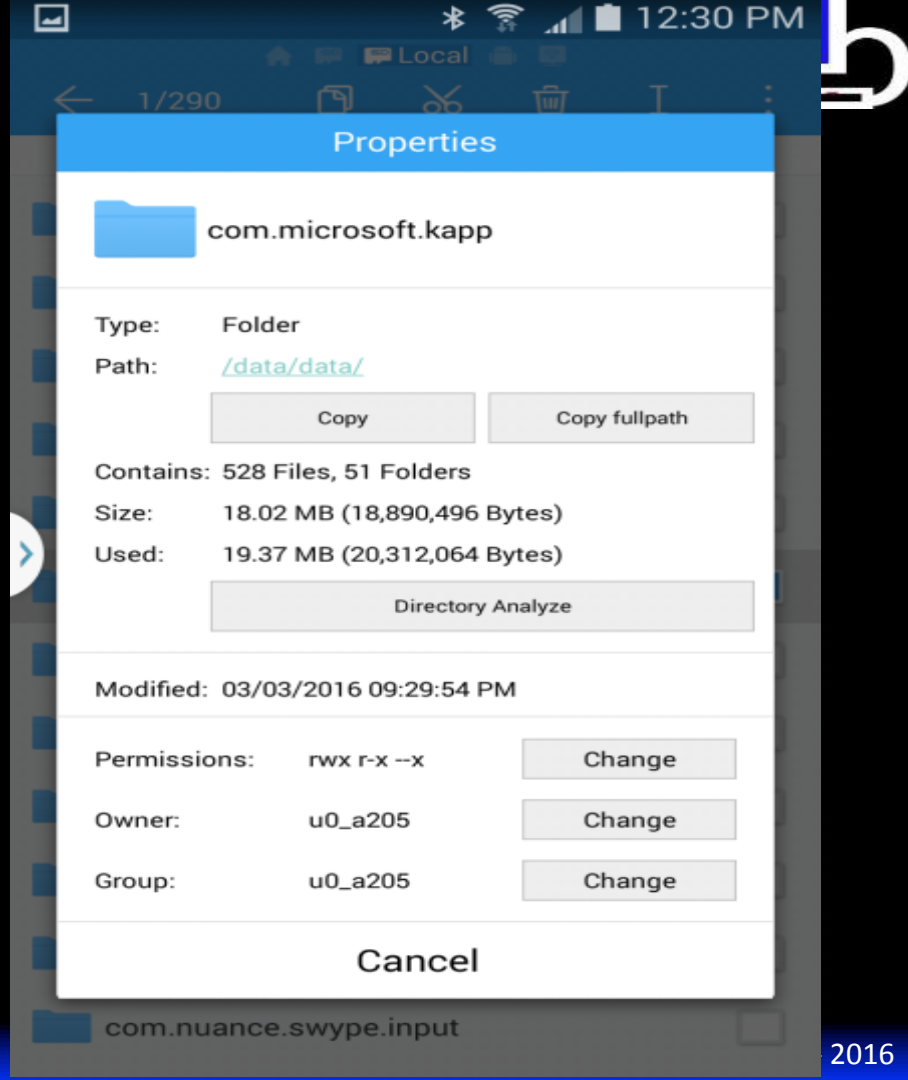 12:30 PM
Local
1/290
Properties
com.microsoft.kapp
Type: Folder
Path: /data/data/
Copy Copy fullpath
Contains: 528 Files, 51 Folders
Size: 18.02 MB (18,890,496 Bytes)
Used: 19.37 MB (20,312,064 Bytes)
Directory Analyze
Modified: 03/03/2016 09:29:54 PM
Permissions: rwx r-x --x Change
Owner: u0_a205 Change
Group: u0_a205 Change
Cancel
com.nuance.swype.input
2016